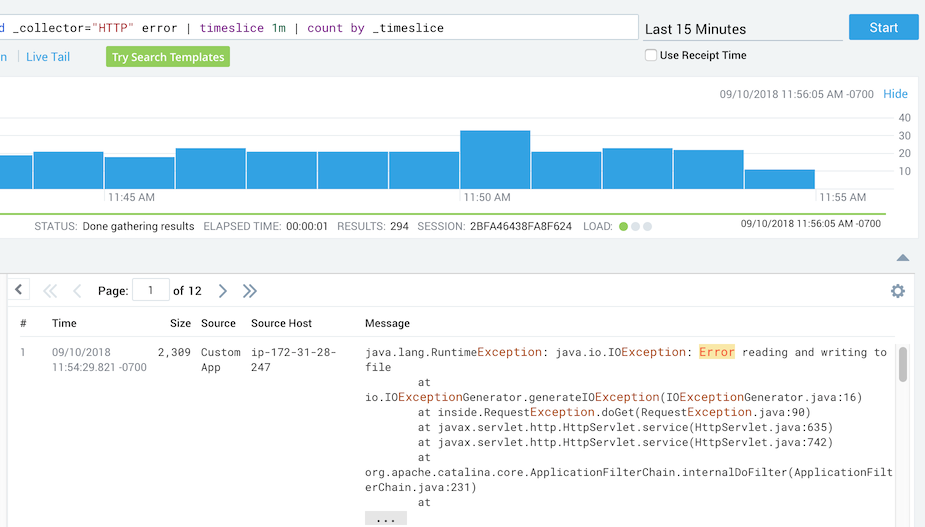 d _collector="HTTP" error | timeslice 1m | count by _timeslice
Last 15 Minutes
Start
n
Live Tail
Try Search Templates
Use Receipt Time
09/10/2018 11:56:05 AM -0700 Hide
40
30
20
10
11:45 AM
11:50 AM
11:55 AM
STATUS: Done gathering results ELAPSED TIME: 00:00:01 RESULTS: 294 SESSION: 2BFA46438FA8F624 LOAD:
09/10/2018 11:56:05 AM -0700
Page: 1 of 12
# Time Size Source Source Host Message
1 09/10/2018 2,309 Custom ip-172-31-28- java.lang.RuntimeException: java.io.IOException: Error reading and writing to
11:54:29.821 -0700 App 247 file
at
io.IOExceptionGenerator.generateIOException(IOExceptionGenerator.java:16)
at inside.RequestException.doGet(RequestException.java:90)
at javax.servlet.http.HttpServlet.service(HttpServlet.java:635)
at javax.servlet.http.HttpServlet.service(HttpServlet.java:742)
at
org.apache.catalina.core.ApplicationFilterChain.internalDoFilter(ApplicationFilt
erChain.java:231)
at
...